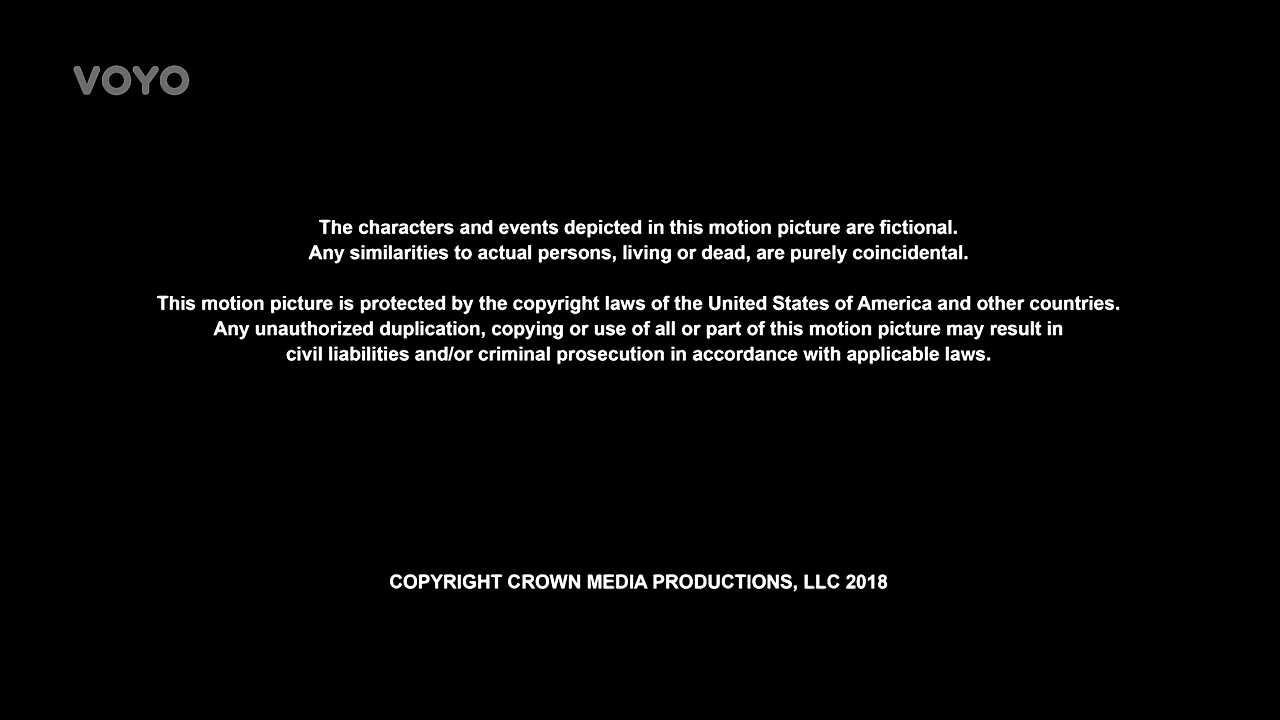 VOYO
The characters and events depicted in this motion picture are fictional.
Any similarities to actual persons, living or dead, are purely coincidental.
This motion picture is protected by the copyright laws of the United States of America and other countries.
Any unauthorized duplication, copying or use of all or part of this motion picture may result in
civil liabilities and/or criminal prosecution in accordance with applicable laws.
COPYRIGHT CROWN MEDIA PRODUCTIONS, LLC 2018